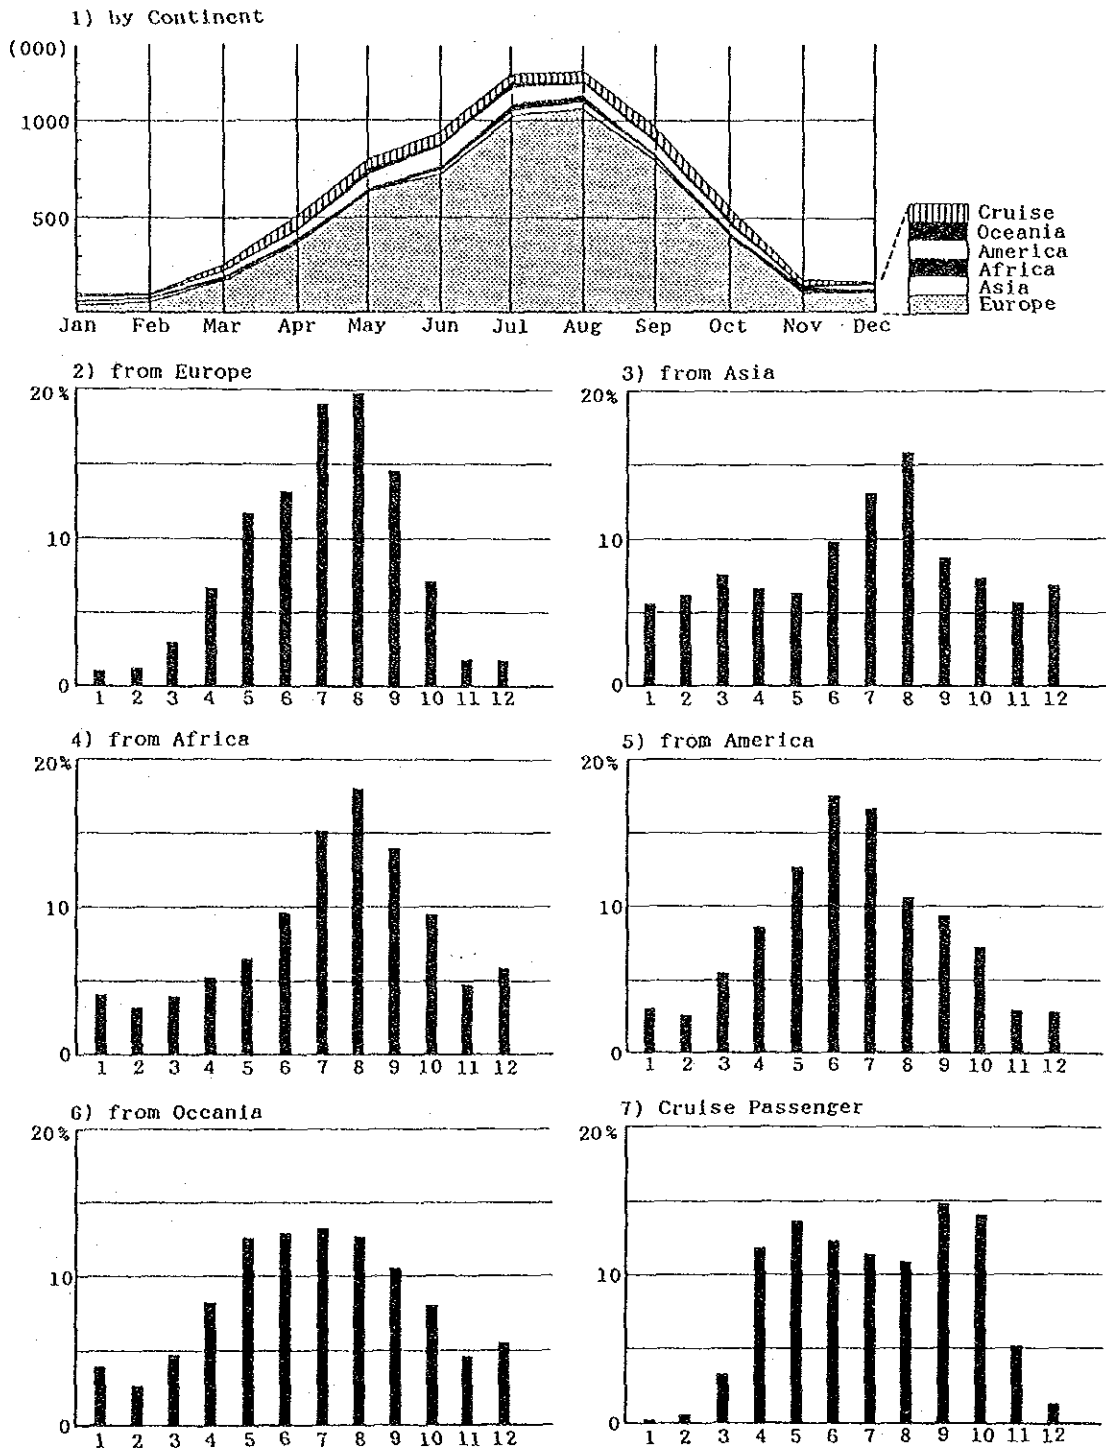 1) by Continent
(000)
1000
500
Jan Feb Mar Apr May Jun Jul Aug Sep Oct Nov Dec
Cruise
Oceania
America
Africa
Asia
Europe
2) from Europe
20%
10
0
1 2 3 4 5 6 7 8 9 10 11 12
3) from Asia
20%
10
0
1 2 3 4 5 6 7 8 9 10 11 12
4) from Africa
20%
10
0
1 2 3 4 5 6 7 8 9 10 11 12
5) from America
20%
10
0
1 2 3 4 5 6 7 8 9 10 11 12
6) from Occania
20%
10
0
1 2 3 4 5 6 7 8 9 10 11 12
7) Cruise Passenger
20%
10
0
1 2 3 4 5 6 7 8 9 10 11 12